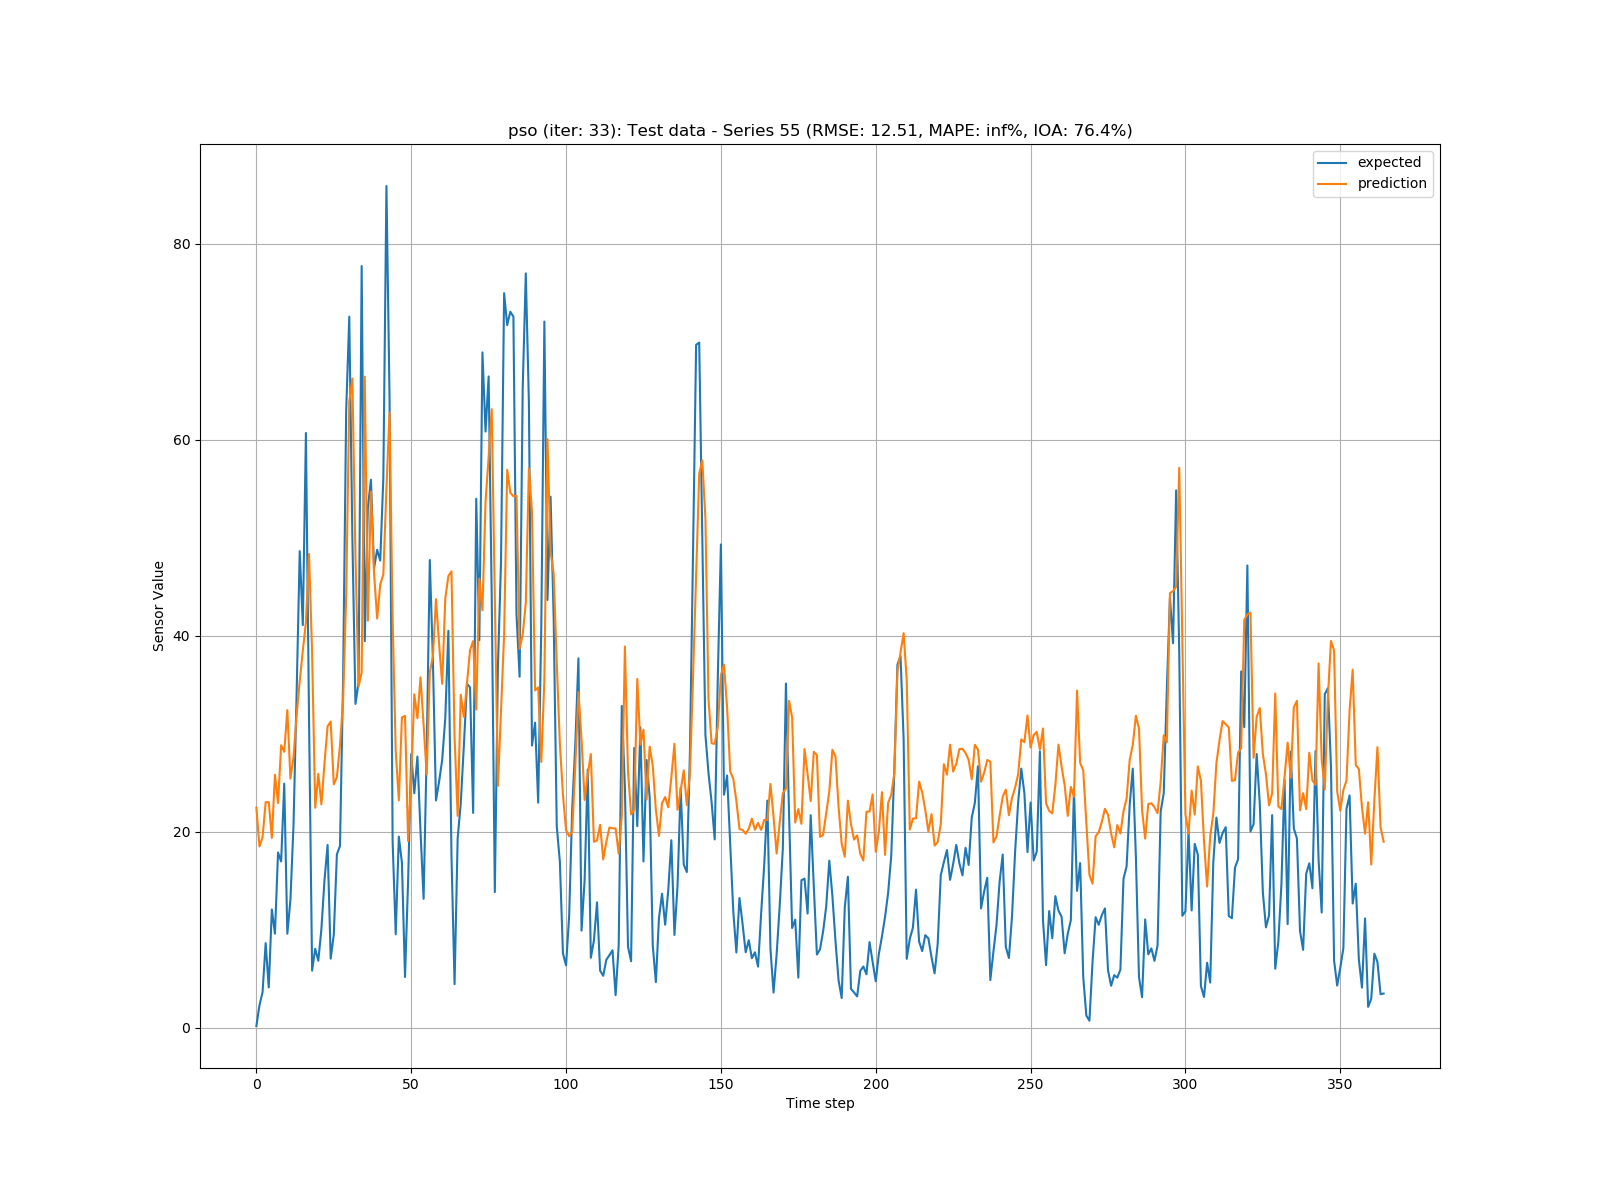 pso (iter: 33): Test data - Series 55 (RMSE: 12.51, MAPE: inf%, IOA: 76.4%)
expected
prediction
80
60
40
20
0
Sensor Value
0 50 100 150 200 250 300 350
Time step